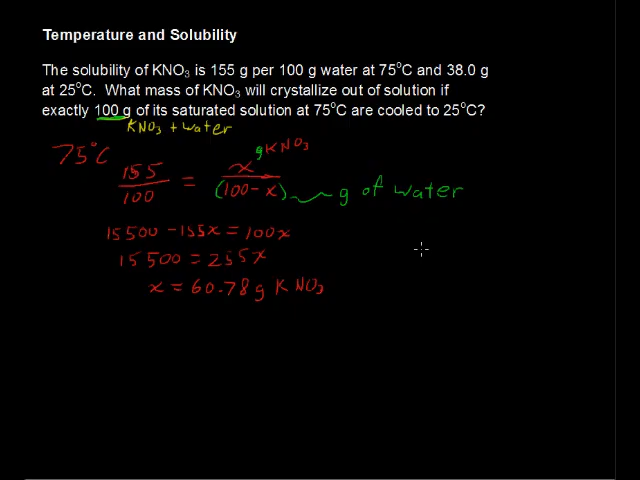 Temperature and Solubility
The solubility of KNO₃ is 155 g per 100 g water at 75°C and 38.0 g
at 25°C. What mass of KNO₃ will crystallize out of solution if
exactly 100 g of its saturated solution at 75°C are cooled to 25°C?
KNO₃ + water
75°C 155/100 = x g KNO₃/(100-x) g of water
15500 - 155x = 100x
15500 = 255x
x = 60.78 g KNO₃